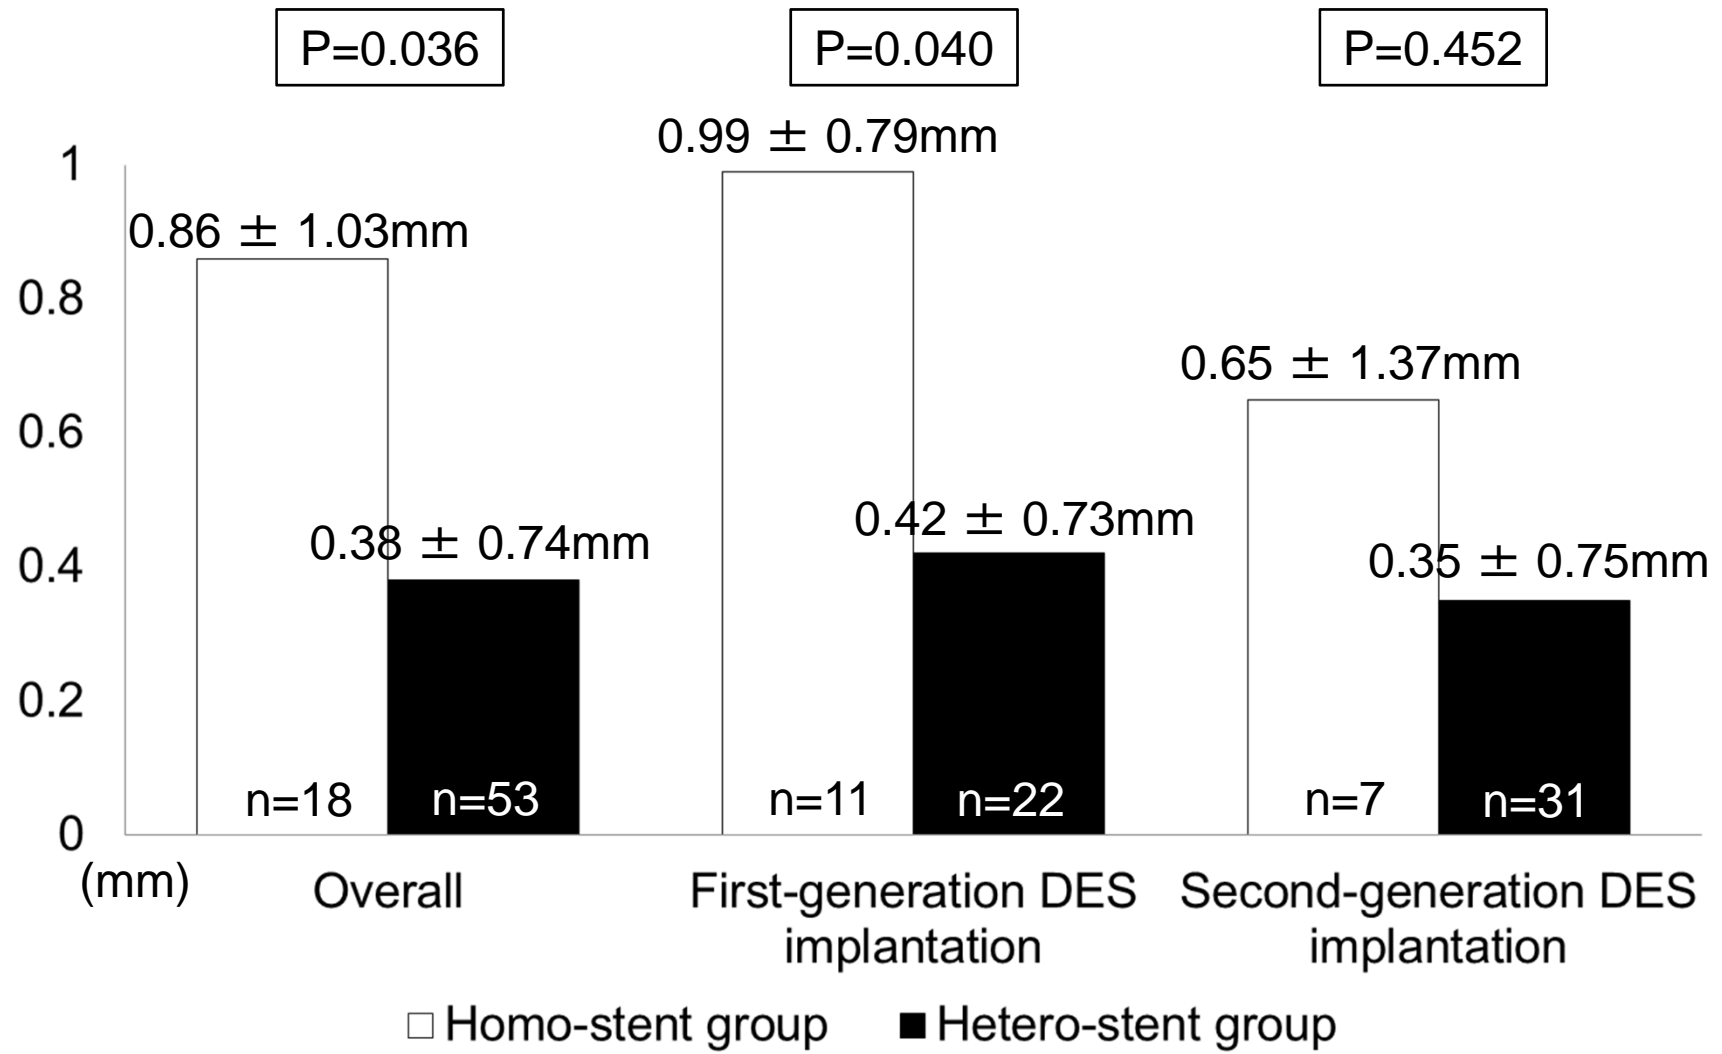 P=0.036
P=0.040
P=0.452
0.99 ± 0.79mm
1
0.86 ± 1.03mm
0.8
0.65 ± 1.37mm
0.6
0.42 ± 0.73mm
0.38 ± 0.74mm
0.35 ± 0.75mm
0.4
0.2
n=18
n=53
n=11
n=22
n=7
n=31
0
(mm)
Overall
First-generation DES
implantation
Second-generation DES
implantation
Homo-stent group
Hetero-stent group